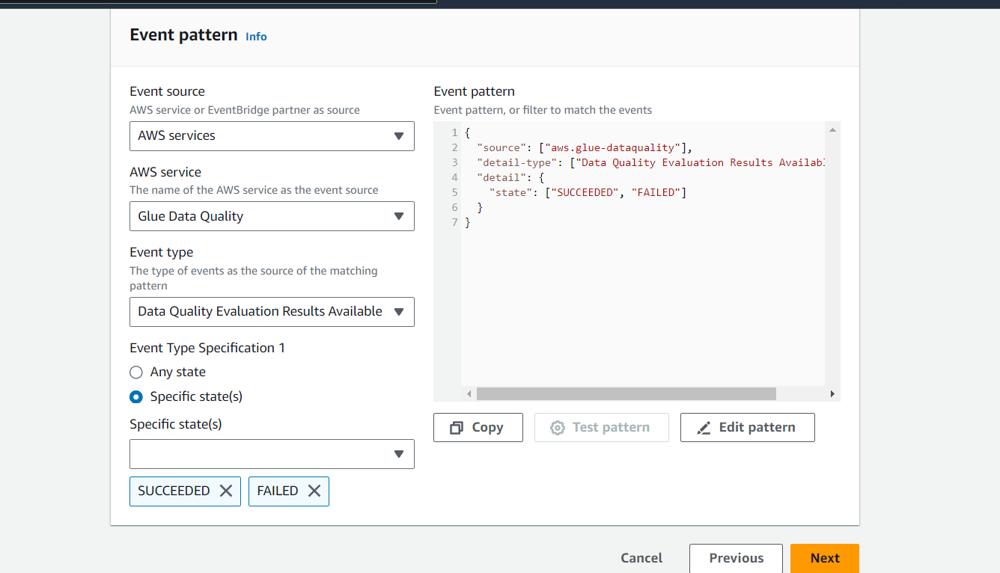 Event pattern Info
Event source
AWS service or EventBridge partner as source
AWS services
AWS service
The name of the AWS service as the event source
Glue Data Quality
Event type
The type of events as the source of the matching
pattern
Data Quality Evaluation Results Available
Event Type Specification 1
Any state
Specific state(s)
Specific state(s)
SUCCEEDED
FAILED
Event pattern
Event pattern, or filter to match the events
1 {
2 "source": ["aws.glue-dataquality"],
3 "detail-type": ["Data Quality Evaluation Results Availabl
4 "detail": {
5 "state": ["SUCCEEDED", "FAILED"]
6 }
7 }
Copy
Test pattern
Edit pattern
Cancel
Previous
Next